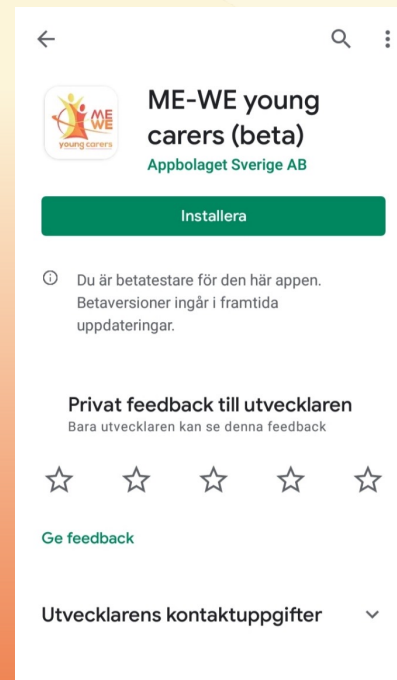 ME
WE
young carers
ME-WE young
carers (beta)
Appbolaget Sverige AB
Installera
Du är betatestare för den här appen.
Betaversioner ingår i framtida
uppdateringar.
Privat feedback till utvecklaren
Bara utvecklaren kan se denna feedback
Ge feedback
Utvecklarens kontaktuppgifter